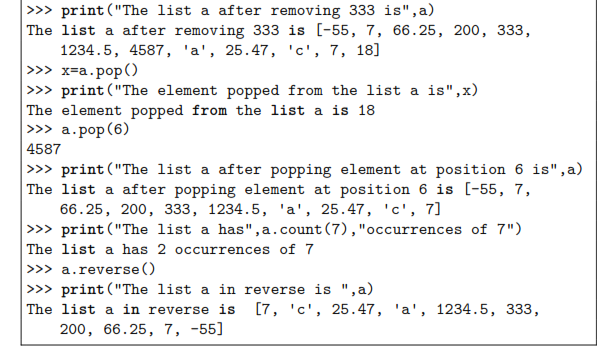 >>> print("The list a after removing 333 is",a)
The list a after removing 333 is [-55, 7, 66.25, 200, 333,
1234.5, 4587, 'a', 25.47, 'c', 7, 18]
>>> x=a.pop()
>>> print("The element popped from the list a is",x)
The element popped from the list a is 18
>>> a.pop(6)
4587
>>> print("The list a after popping element at position 6 is",a)
The list a after popping element at position 6 is [-55, 7,
66.25, 200, 333, 1234.5, 'a', 25.47, 'c', 7]
>>> print("The list a has",a.count(7),"occurrences of 7")
The list a has 2 occurrences of 7
>>> a.reverse()
>>> print("The list a in reverse is ",a)
The list a in reverse is  [7, 'c', 25.47, 'a', 1234.5, 333,
200, 66.25, 7, -55]